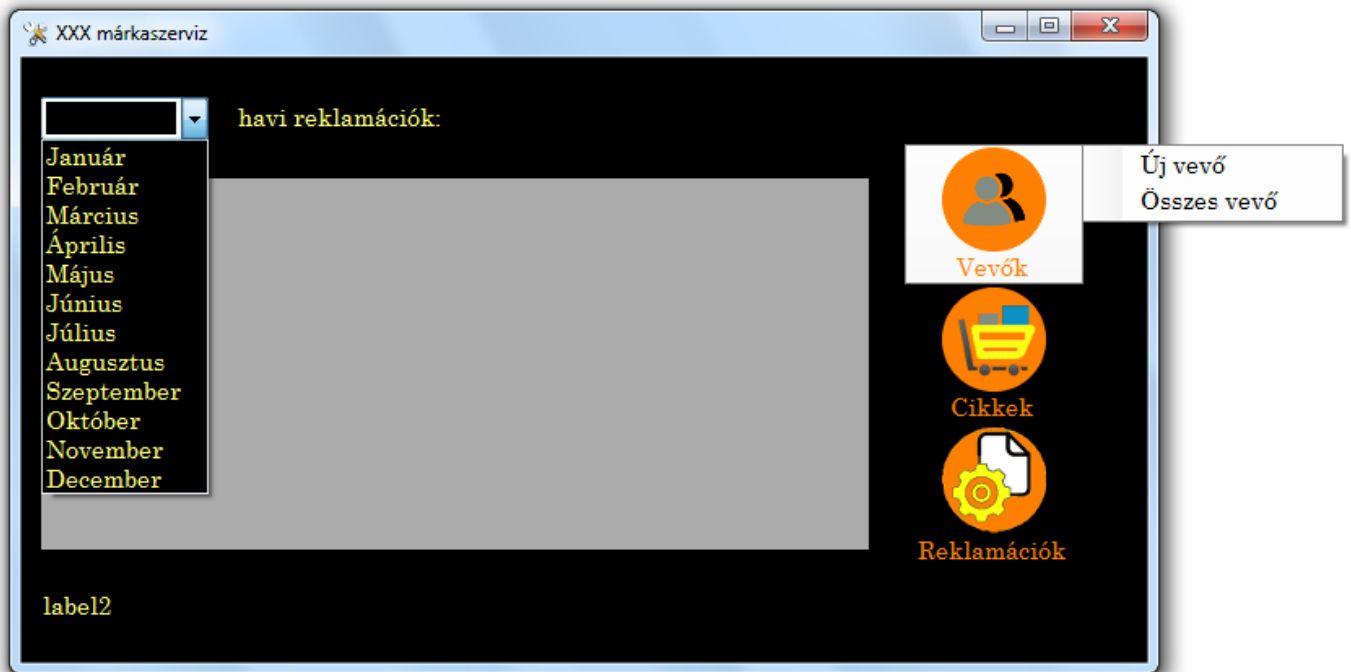 XXX márkaszerviz
havi reklamációk:
Január
Február
Március
Április
Május
Június
Július
Augusztus
Szeptember
Október
November
December
Vevők
Új vevő
Összes vevő
Cikkek
Reklamációk
label2